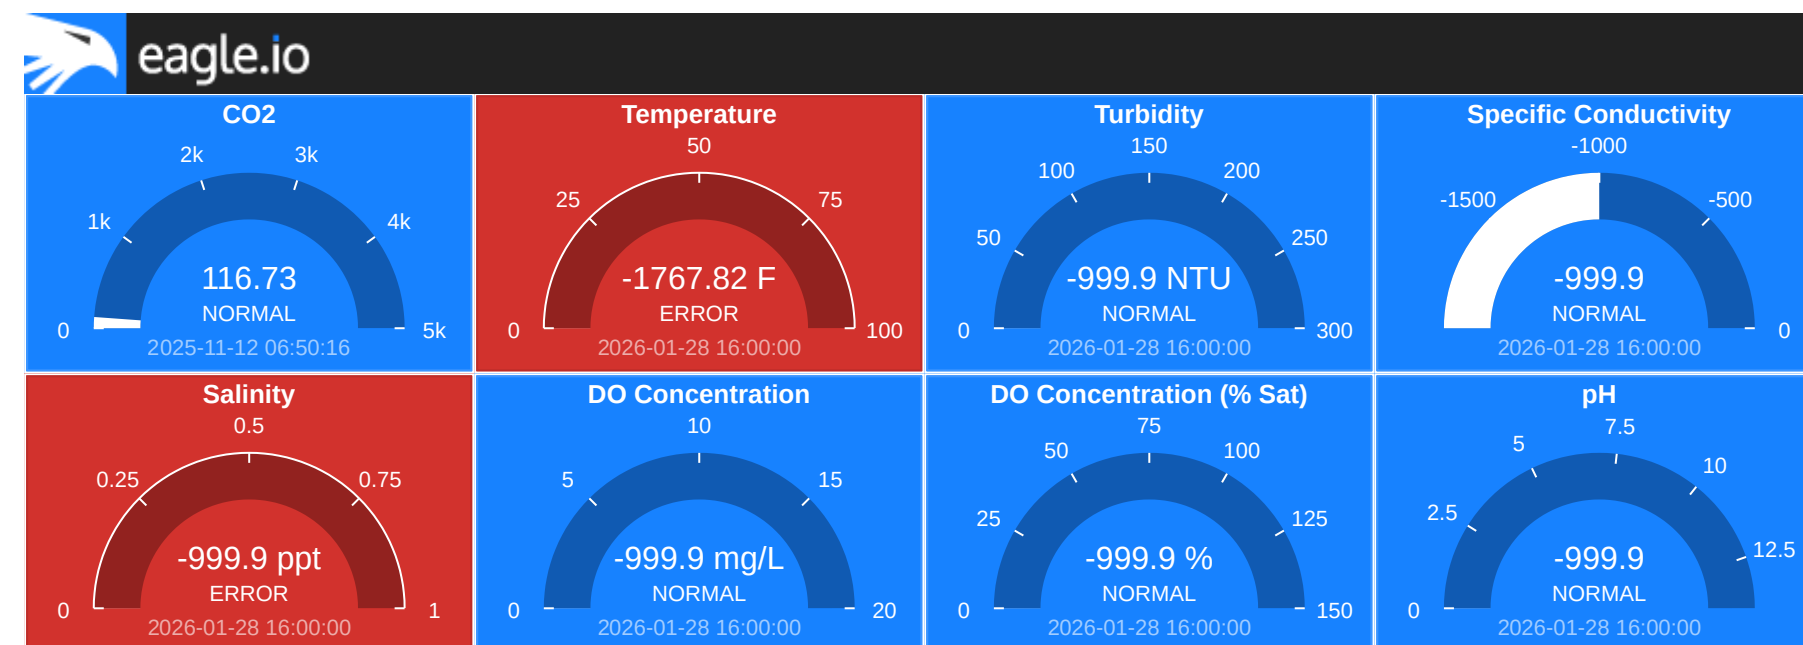 eagle.io
CO2
0
1k
2k
3k
4k
5k
116.73
NORMAL
2025-11-12 06:50:16
Temperature
0
25
50
75
100
-1767.82 F
ERROR
2026-01-28 16:00:00
Turbidity
0
50
100
150
200
250
300
-999.9 NTU
NORMAL
2026-01-28 16:00:00
Specific Conductivity
-1500
-1000
-500
0
-999.9
NORMAL
2026-01-28 16:00:00
Salinity
0
0.25
0.5
0.75
1
-999.9 ppt
ERROR
2026-01-28 16:00:00
DO Concentration
0
5
10
15
20
-999.9 mg/L
NORMAL
2026-01-28 16:00:00
DO Concentration (% Sat)
0
25
50
75
100
125
150
-999.9 %
NORMAL
2026-01-28 16:00:00
pH
0
2.5
5
7.5
10
12.5
-999.9
NORMAL
2026-01-28 16:00:00